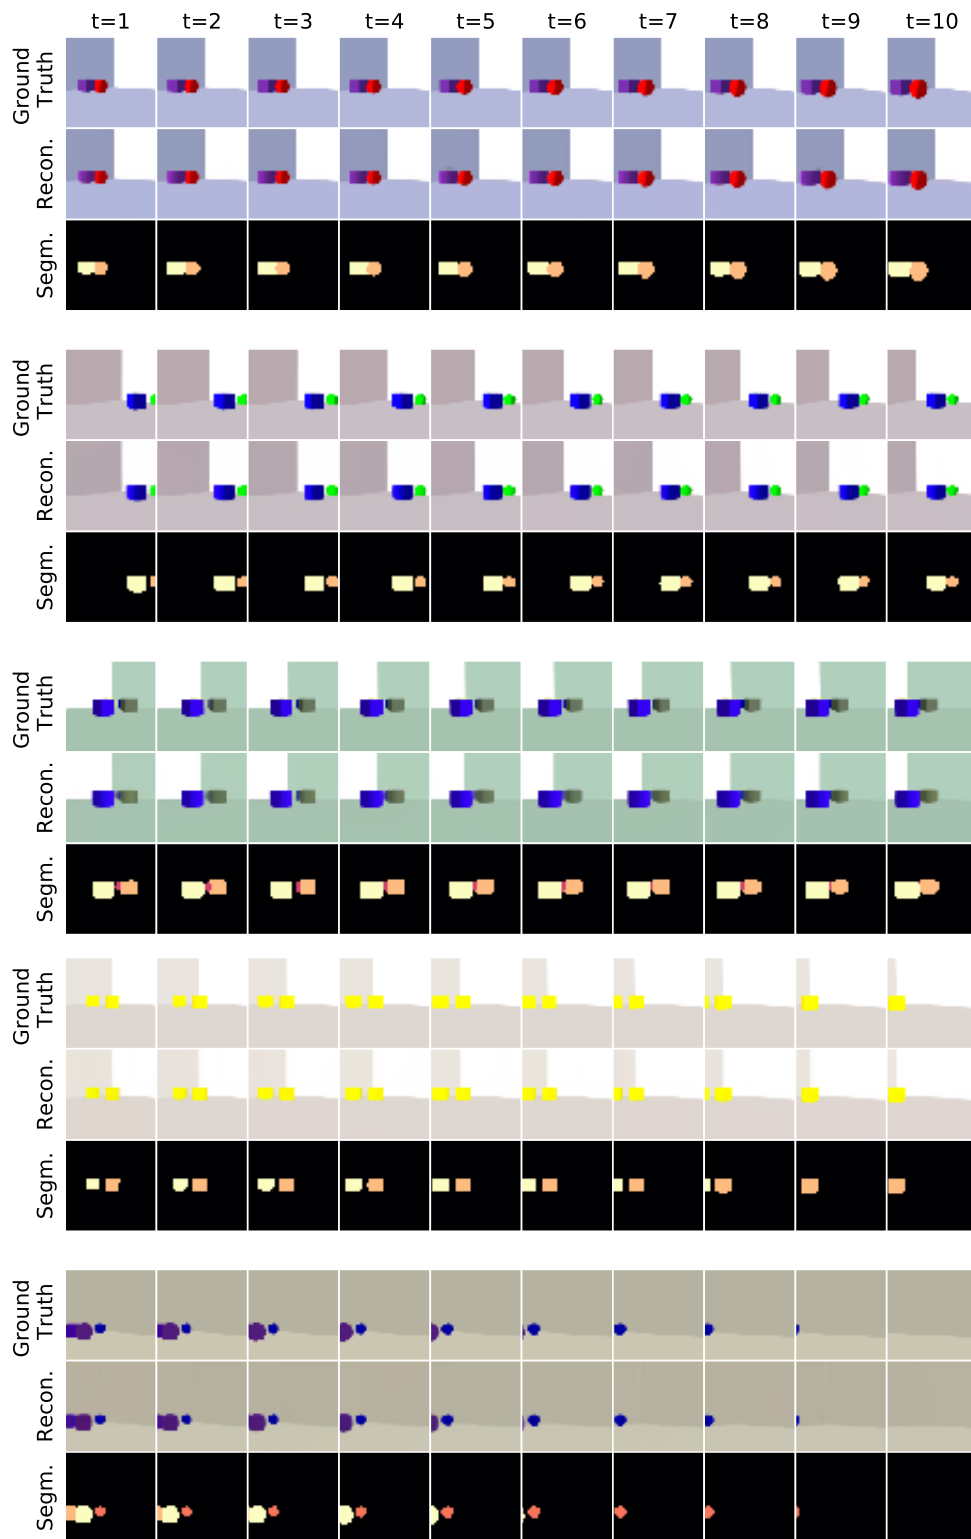 t=1 t=2 t=3 t=4 t=5 t=6 t=7 t=8 t=9 t=10
Ground
Truth
Recon.
Segm.
Ground
Truth
Recon.
Segm.
Ground
Truth
Recon.
Segm.
Ground
Truth
Recon.
Segm.
Ground
Truth
Recon.
Segm.